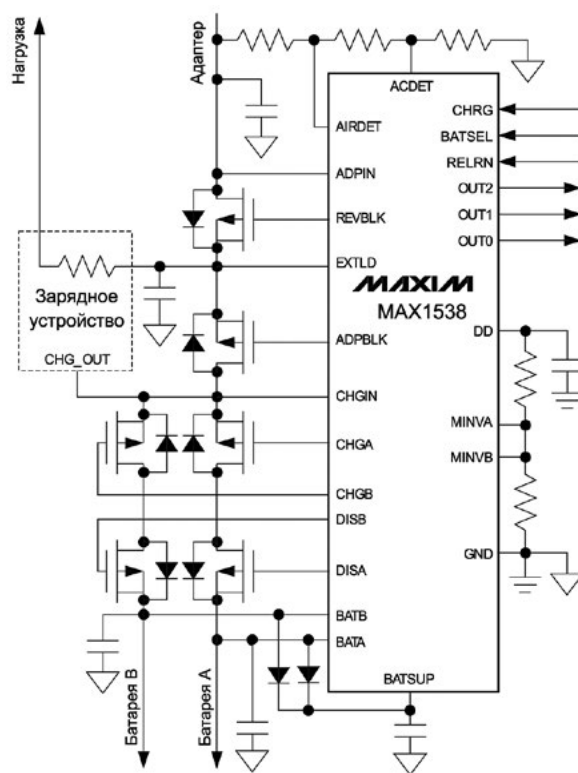 Нагрузка
Адаптер
ACDET
AIRDET
CHRG
BATSEL
RELRN
OUT2
OUT1
OUT0
ADPIN
REVBLK
EXTLD
MAXIM
MAX1538
Зарядное
устройство
CHG_OUT
ADPBLK
CHGIN
CHGA
CHGB
DISB
DISA
BATB
BATA
BATSUP
DD
MINVA
MINVB
GND
Батарея B
Батарея A